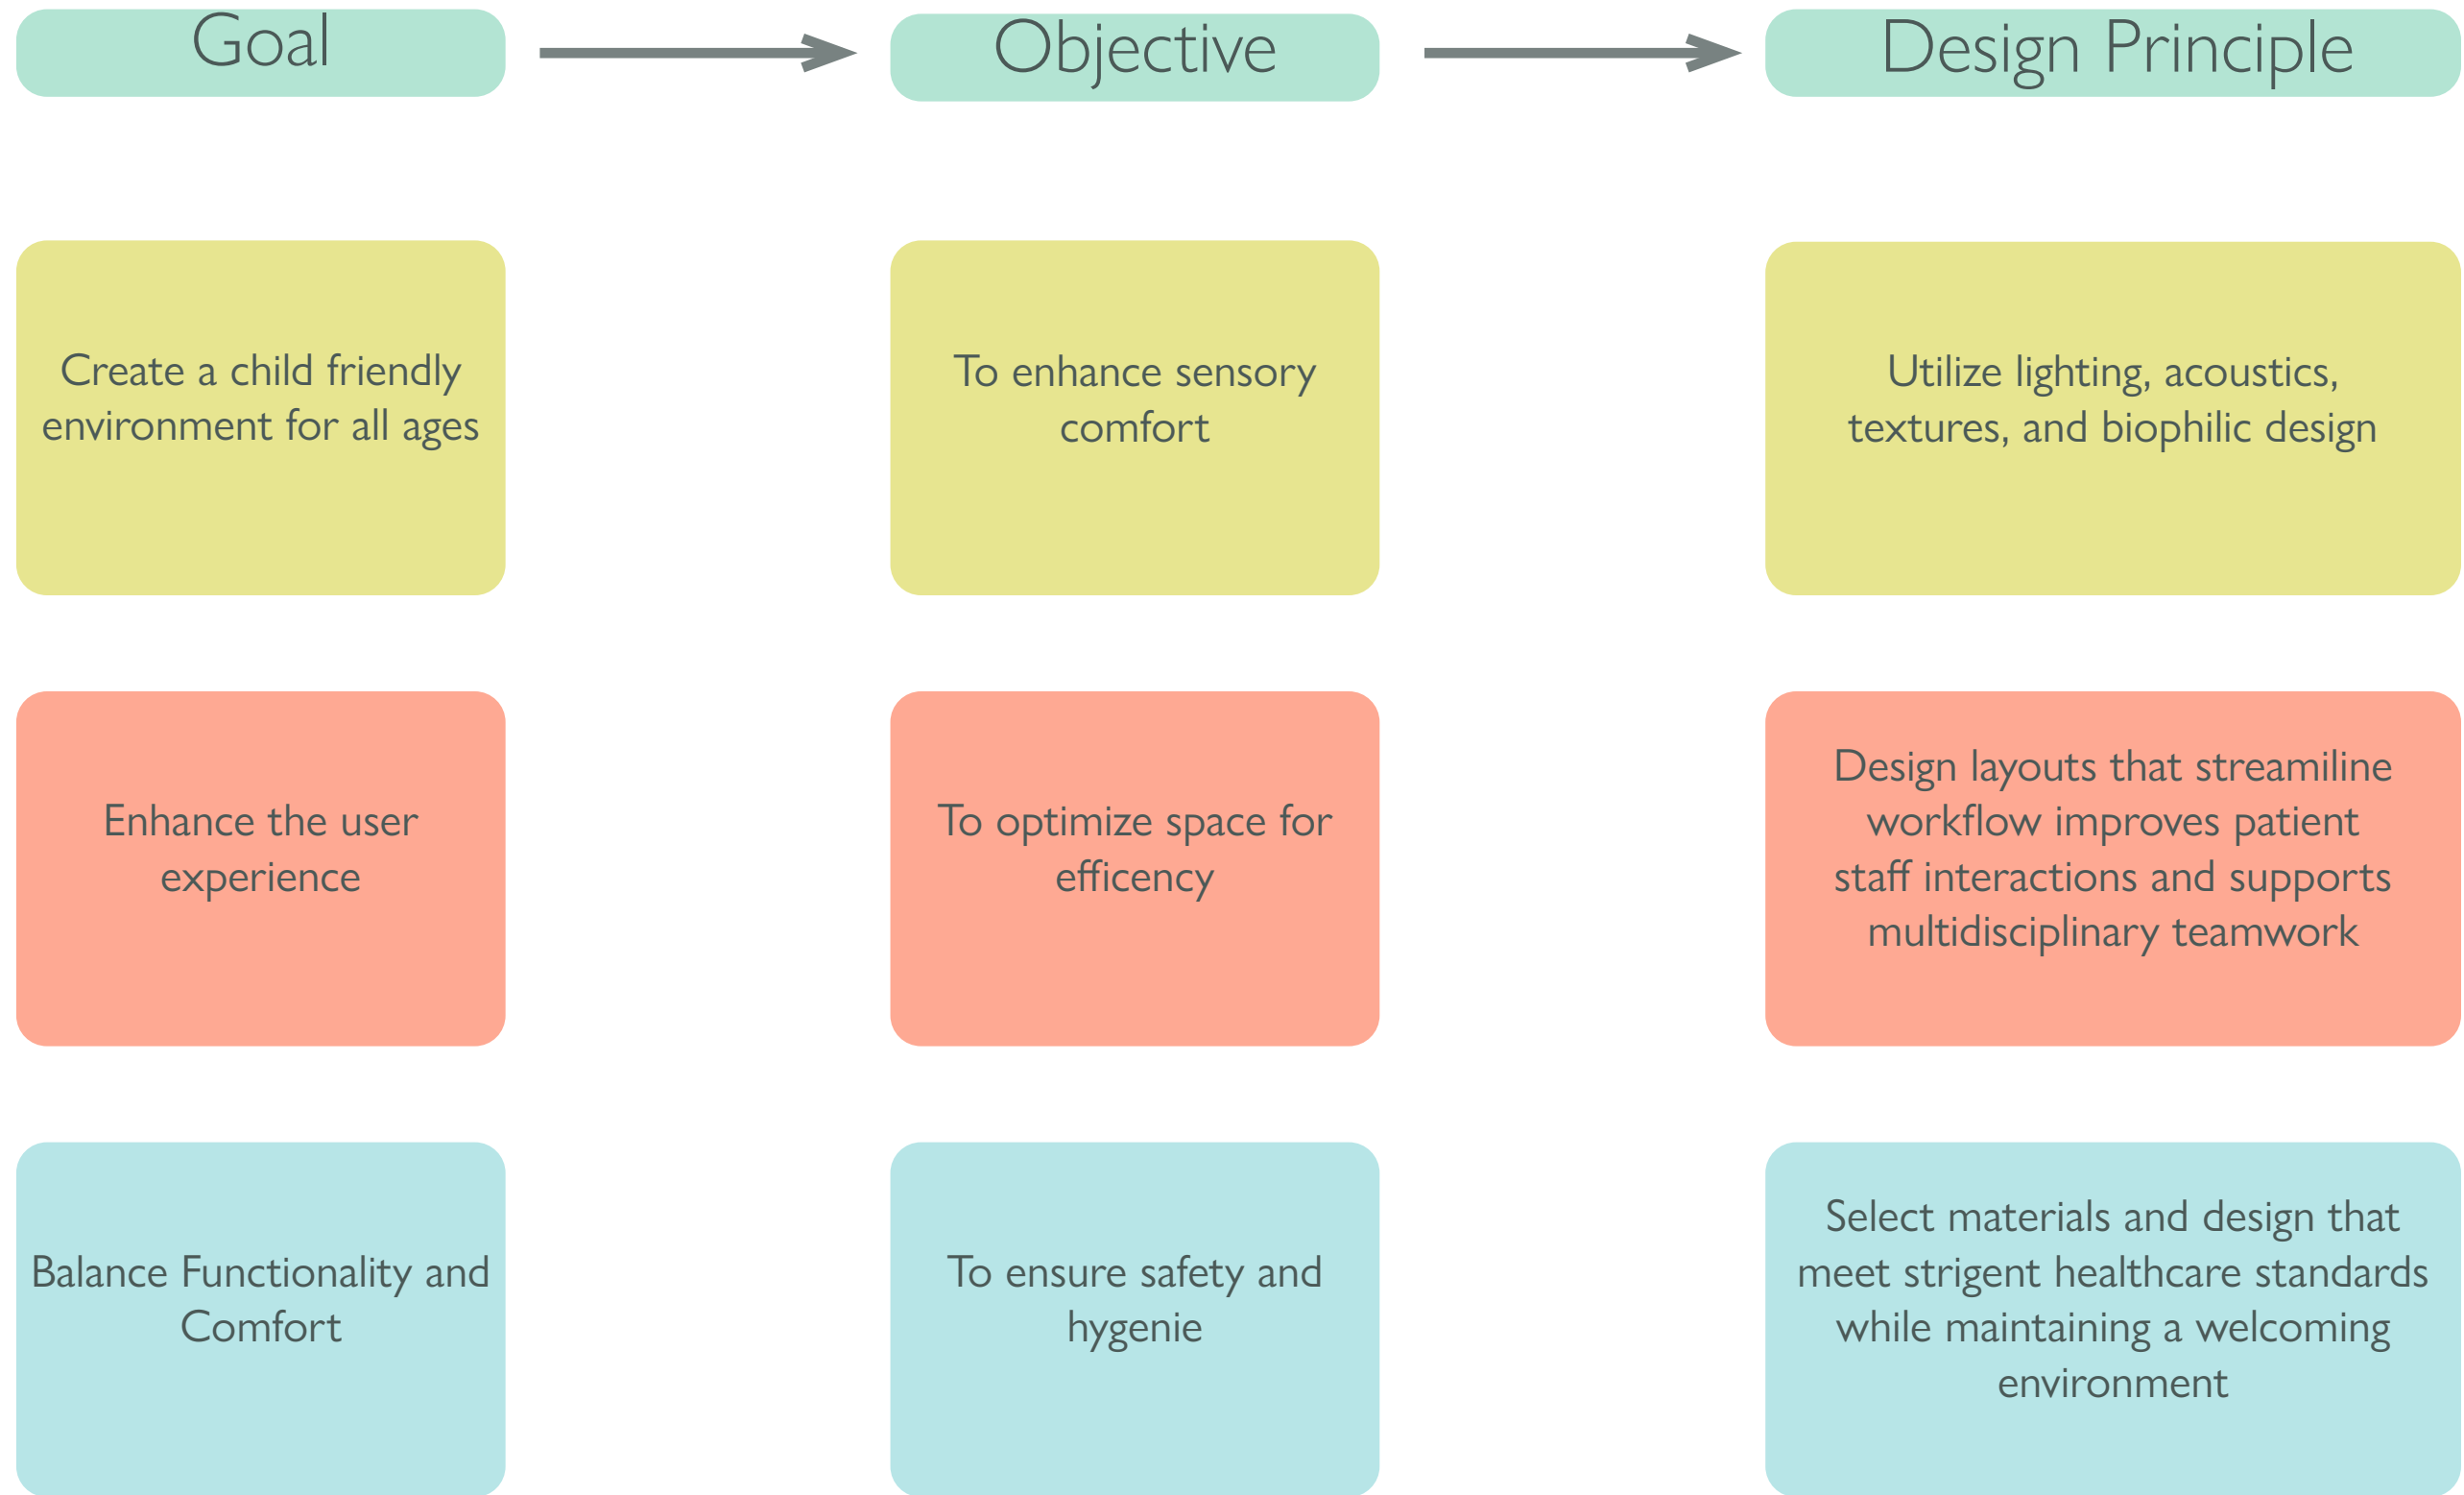 Goal
Objective
Design Principle
Create a child friendly
environment for all ages
To enhance sensory
comfort
Utilize lighting, acoustics,
textures, and biophilic design
Enhance the user
experience
To optimize space for
efficency
Design layouts that streamiline
workflow improves patient
staff interactions and supports
multidisciplinary teamwork
Balance Functionality and
Comfort
To ensure safety and
hygenie
Select materials and design that
meet strigent healthcare standards
while maintaining a welcoming
environment